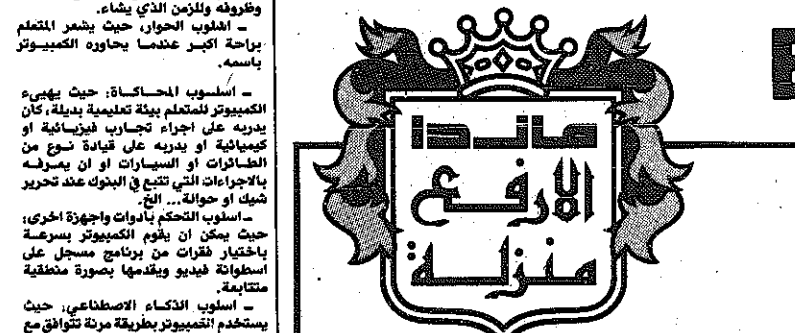 وظروفه وللزمن الذي يشاء.
ـ اسلوب الحوار، حيث يشعر المتعلم
براحة اكبر عندما يحاوره الكمبيوتر
باسمه.
ـ اسلوب المحاكاة: حيث يهيىء
الكمبيوتر للمتعلم بيئة تعليمية بديلة، كان
يدربه على اجراء تجارب فيزيائية او
كيميائية او يدربه على قيادة نوع من
الطائرات او السيارات او ان يعرفه
بالاجراءات التي تتبع في البنوك عند تحرير
شيك او حوالة... الخ.
ـ اسلوب التحكم بأدوات واجهزة اخرى:
حيث يمكن ان يقوم الكمبيوتر بسرعة
باختيار فقرات من برنامج مسجل على
اسطوانة فيديو ويقدمها بصورة منطقية
متتابعة.
ـ اسلوب الذكاء الاصطناعي: حيث
يستخدم الكمبيوتر بطريقة مرنة تتوافق مع
مازدا
الارفع
منزلة